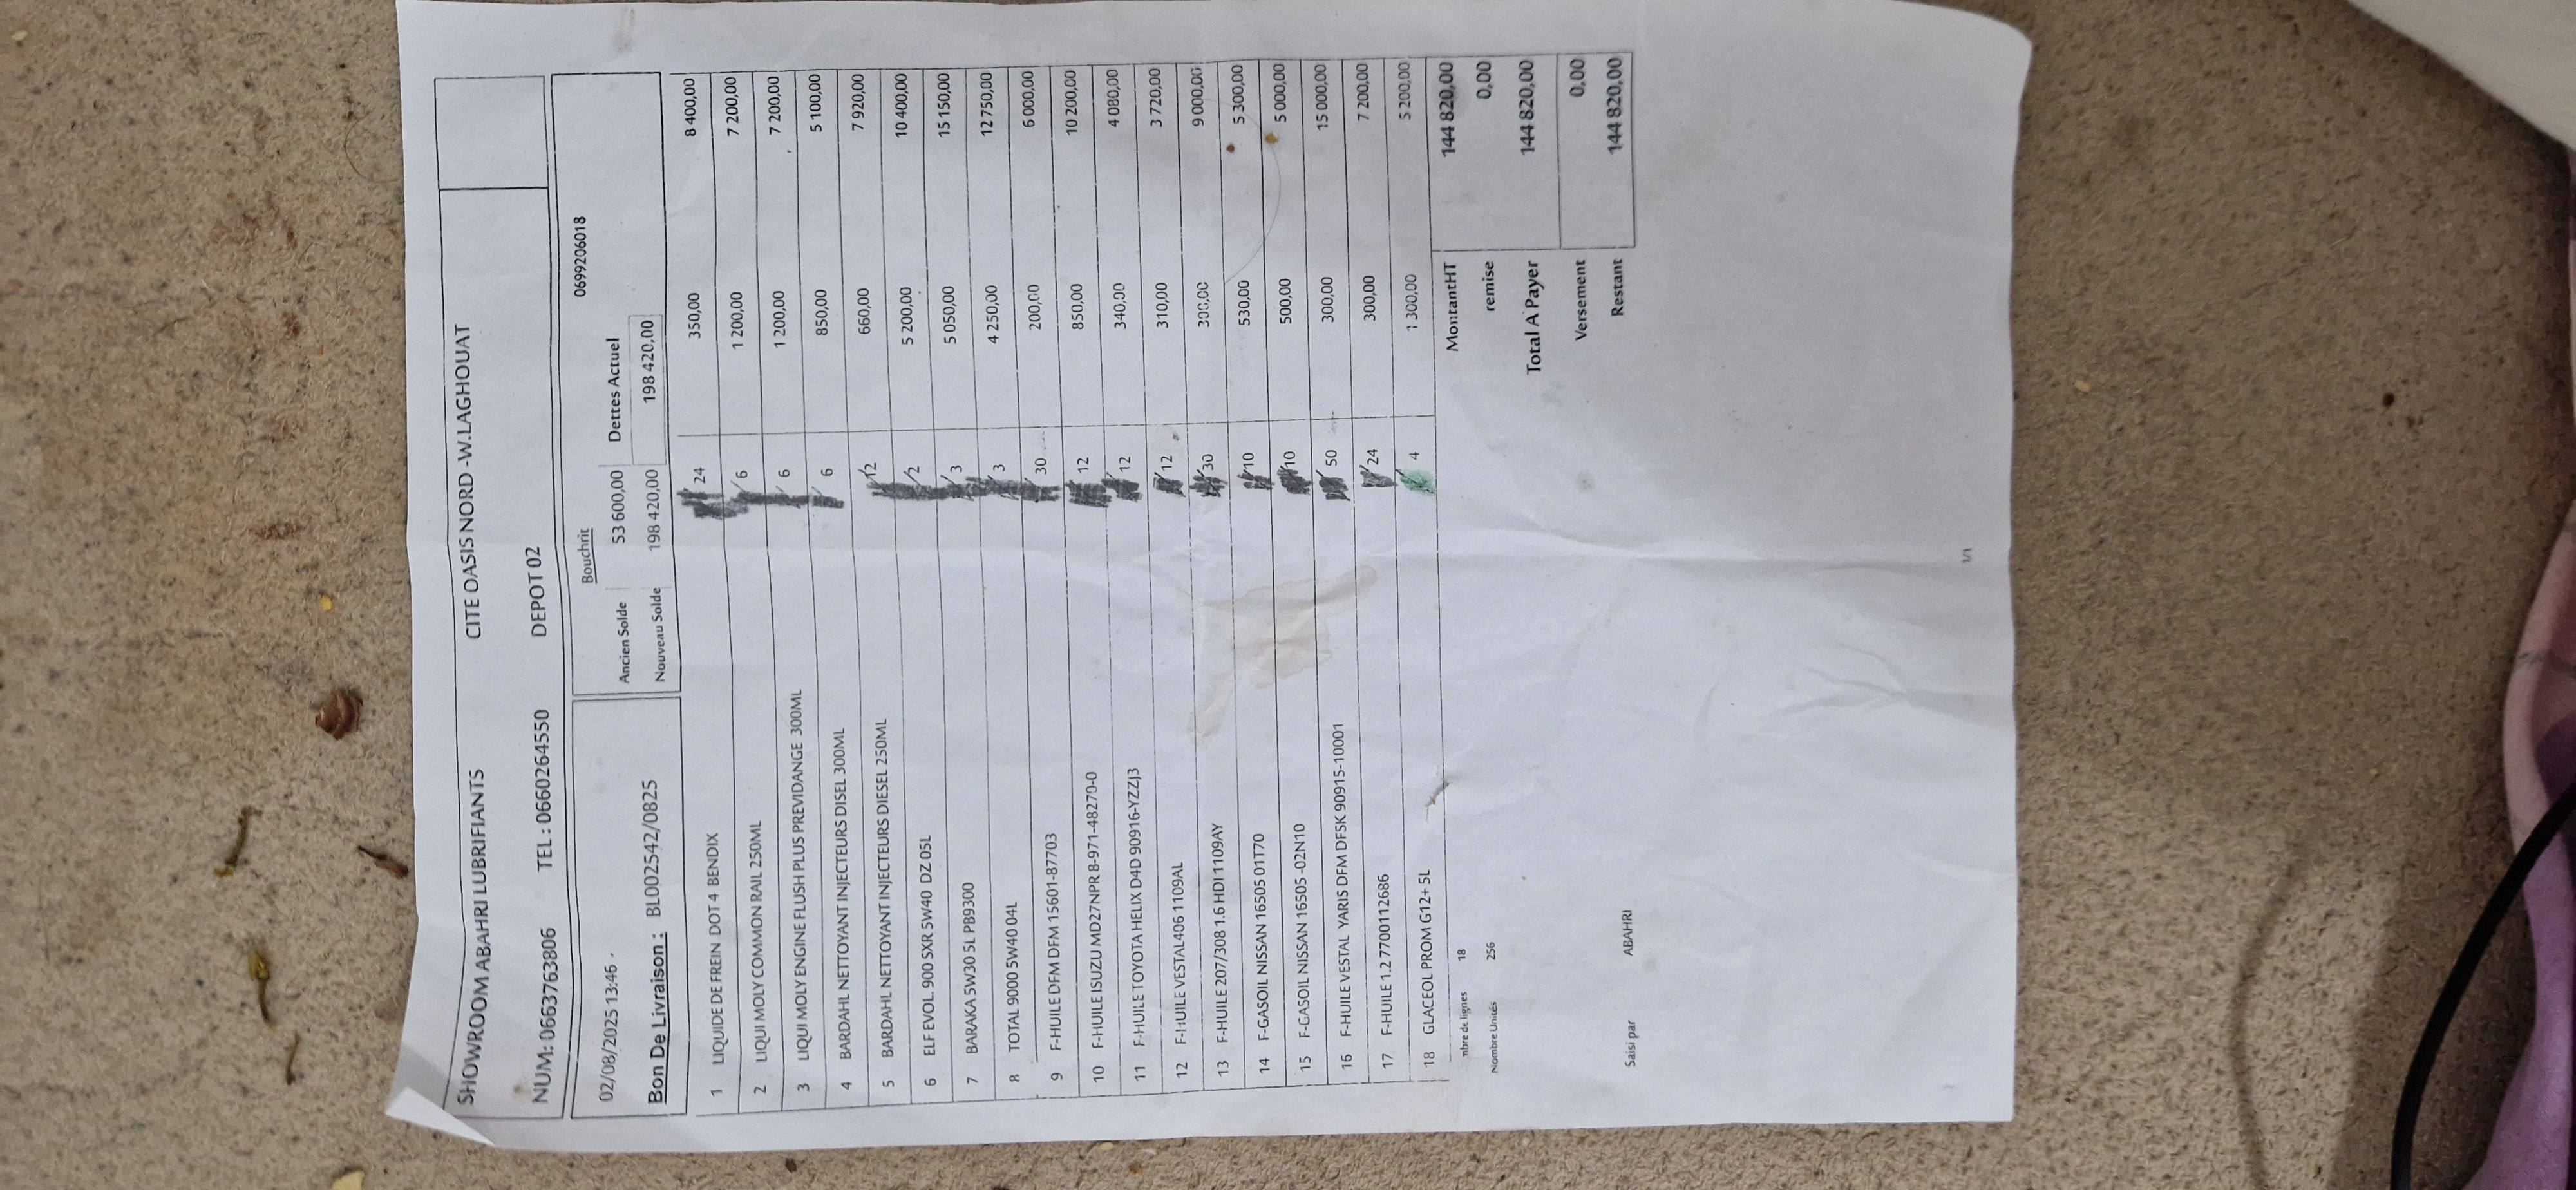 SHOWROOM ABAHRI LUBRIFIANTS CITE OASIS NORD -W.LAGHOUAT
NUM: 0663763806 TEL : 0660264550 DEPOT 02
02/08/2025 13:46
Bouchrit 0699206018
Ancien Solde 53 600,00 Dettes Actuel
Bon De Livraison : BL002542/0825
Nouveau Solde 198 420,00 198 420,00
1 LIQUIDE DE FREIN DOT 4 BENDIX 24 350,00 8 400,00
2 LIQUI MOLY COMMON RAIL 250ML 6 1 200,00 7 200,00
3 LIQUI MOLY ENGINE FLUSH PLUS PREVIDANGE 300ML 6 1 200,00 7 200,00
4 BARDAHL NETTOYANT INJECTEURS DISEL 300ML 6 850,00 5 100,00
5 BARDAHL NETTOYANT INJECTEURS DIESEL 250ML 12 660,00 7 920,00
6 ELF EVOL. 900 SXR 5W40 DZ 05L 2 5 200,00 10 400,00
7 BARAKA 5W30 5L PB9300 3 5 050,00 15 150,00
8 TOTAL 9000 5W40 04L 3 4 250,00 12 750,00
9 F-HUILE DFM DFM 15601-87703 30 200,00 6 000,00
10 F-HUILE ISUZU MD27NPR 8-971-48270-0 12 850,00 10 200,00
11 F-HUILE TOYOTA HELIX D4D 90916-YZZJ3 12 340,00 4 080,00
12 F-HUILE VESTAL406 1109AL 12 310,00 3 720,00
13 F-HUILE 207/308 1.6 HDI 1109AY 30 300,00 9 000,00
14 F-GASOIL NISSAN 16505 01T70 10 530,00 5 300,00
15 F-GASOIL NISSAN 16505 -02N10 10 500,00 5 000,00
16 F-HUILE VESTAL YARIS DFM DFSK 90915-10001 50 300,00 15 000,00
17 F-HUILE 1.2 7700112686 24 300,00 7 200,00
18 GLACEOL PROM G12+ 5L 4 1 300,00 5 200,00
nbre de lignes 18 MontantHT 144 820,00
Nombre Unités 256 remise 0,00
Total A Payer 144 820,00
Versement 0,00
Saisi par ABAHRI Restant 144 820,00
1/1